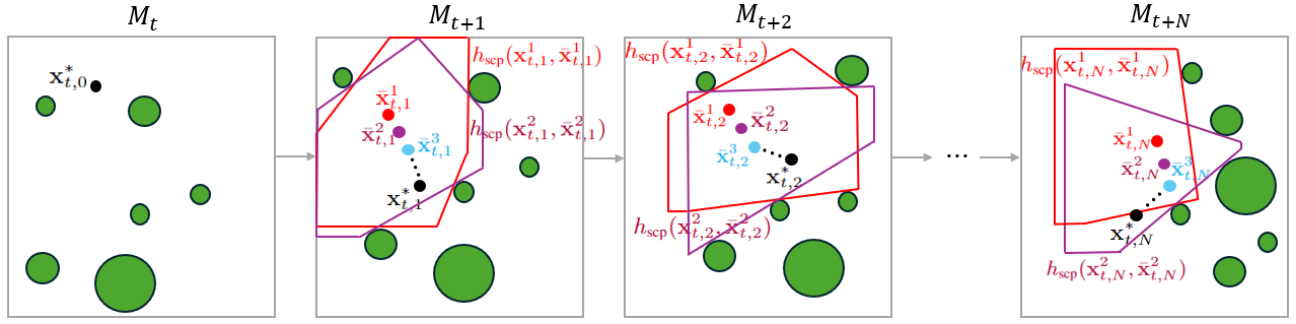 M_t
x*_{t,0}
M_{t+1}
h_scp(x^1_{t,1}, x̄^1_{t,1})
x̄^1_{t,1}
x̄^2_{t,1}
h_scp(x^2_{t,1}, x̄^2_{t,1})
x̄^3_{t,1}
x*_{t,1}
M_{t+2}
h_scp(x^1_{t,2}, x̄^1_{t,2})
x̄^1_{t,2}
x̄^2_{t,2}
x̄^3_{t,2}
x*_{t,2}
h_scp(x^2_{t,2}, x̄^2_{t,2})
...
M_{t+N}
h_scp(x^1_{t,N}, x̄^1_{t,N})
x̄^1_{t,N}
x̄^2_{t,N}
x̄^3_{t,N}
x*_{t,N}
h_scp(x^2_{t,N}, x̄^2_{t,N})